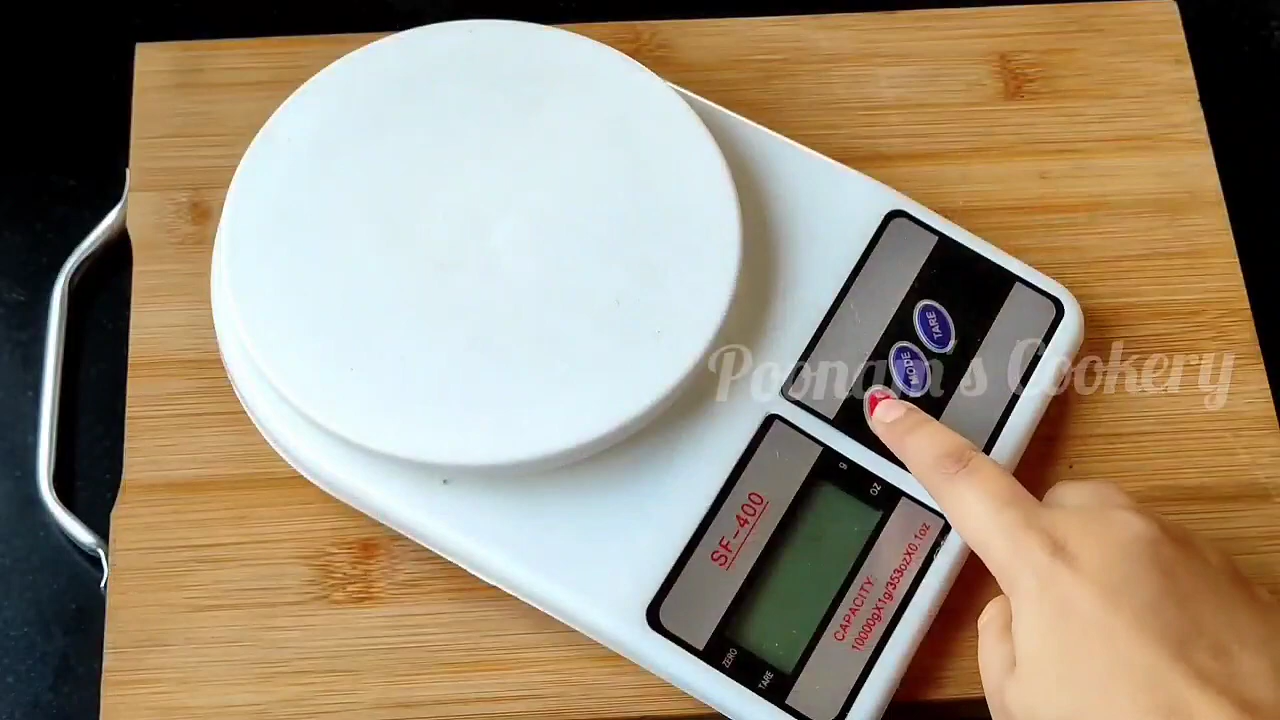 TARE
MODE
Poonam's Cookery
g
oz
SF-400
CAPACITY:
10000gX1g/353ozX0.1oz
ZERO
TARE